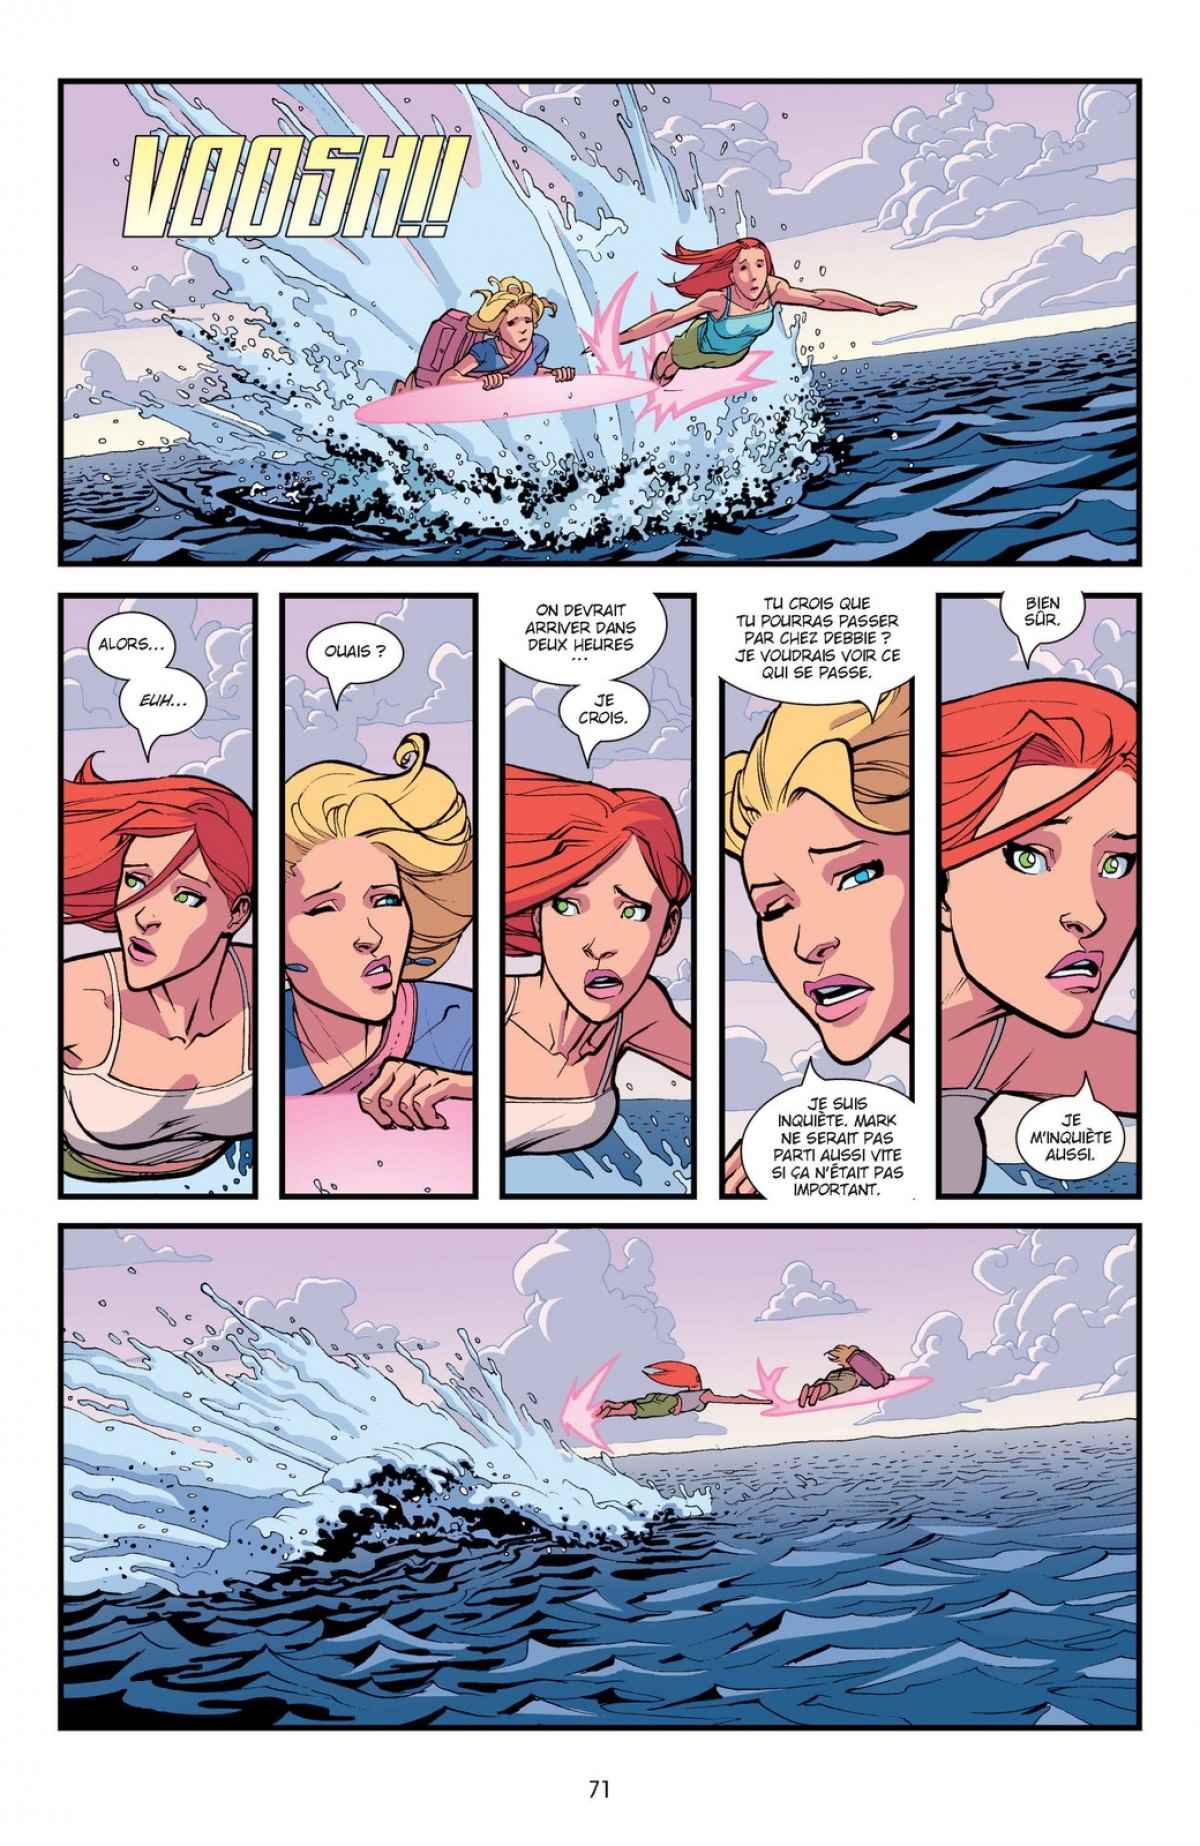 VOOSH!!
ALORS...
EUH...
OUAIS ?
ON DEVRAIT
ARRIVER DANS
DEUX HEURES
...
JE
CROIS.
TU CROIS QUE
TU POURRAS PASSER
PAR CHEZ DEBBIE ?
JE VOUDRAIS VOIR CE
QUI SE PASSE.
JE SUIS
INQUIÈTE. MARK
NE SERAIT PAS
PARTI AUSSI VITE
SI ÇA N'ÉTAIT PAS
IMPORTANT.
BIEN
SÛR.
JE
M'INQUIÈTE
AUSSI.
71